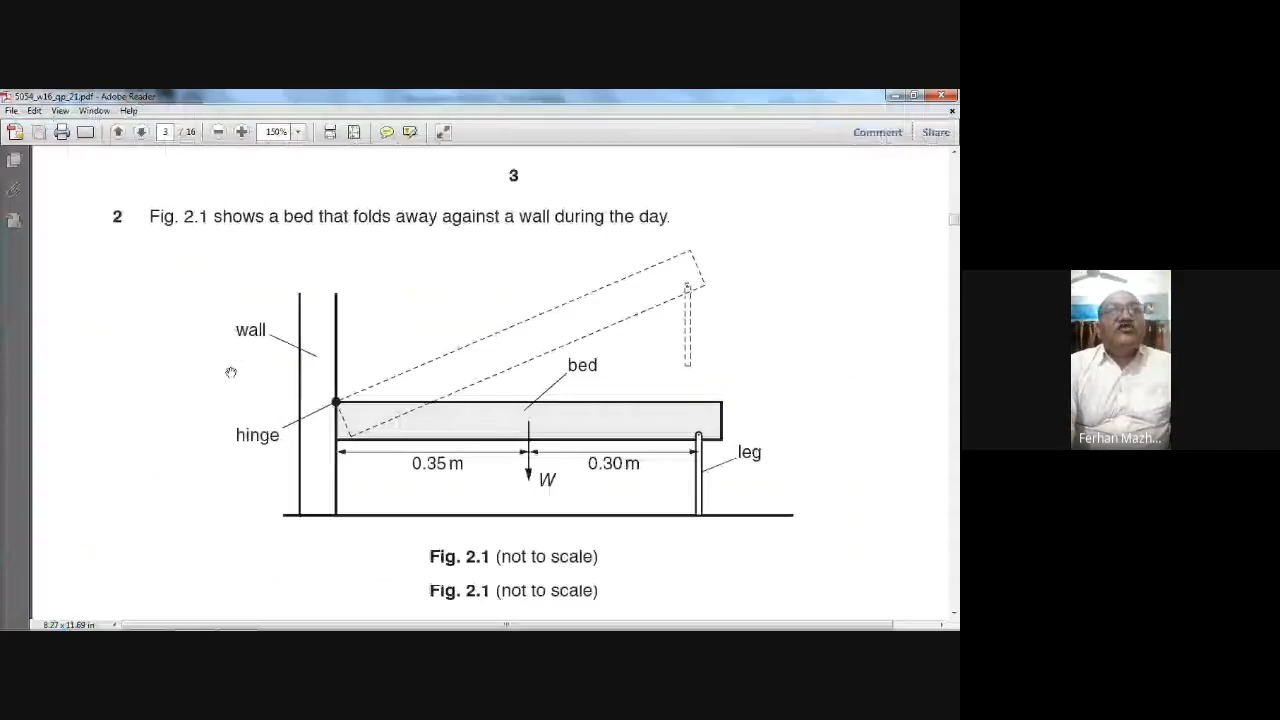 5054_w16_qp_21.pdf - Adobe Reader
File Edit View Window Help
3 / 16 150% Comment Share
3
2 Fig. 2.1 shows a bed that folds away against a wall during the day.
wall
bed
hinge
0.35 m 0.30 m leg
W
Fig. 2.1 (not to scale)
Fig. 2.1 (not to scale)
8.27 x 11.69 in
Ferhan Mazh...